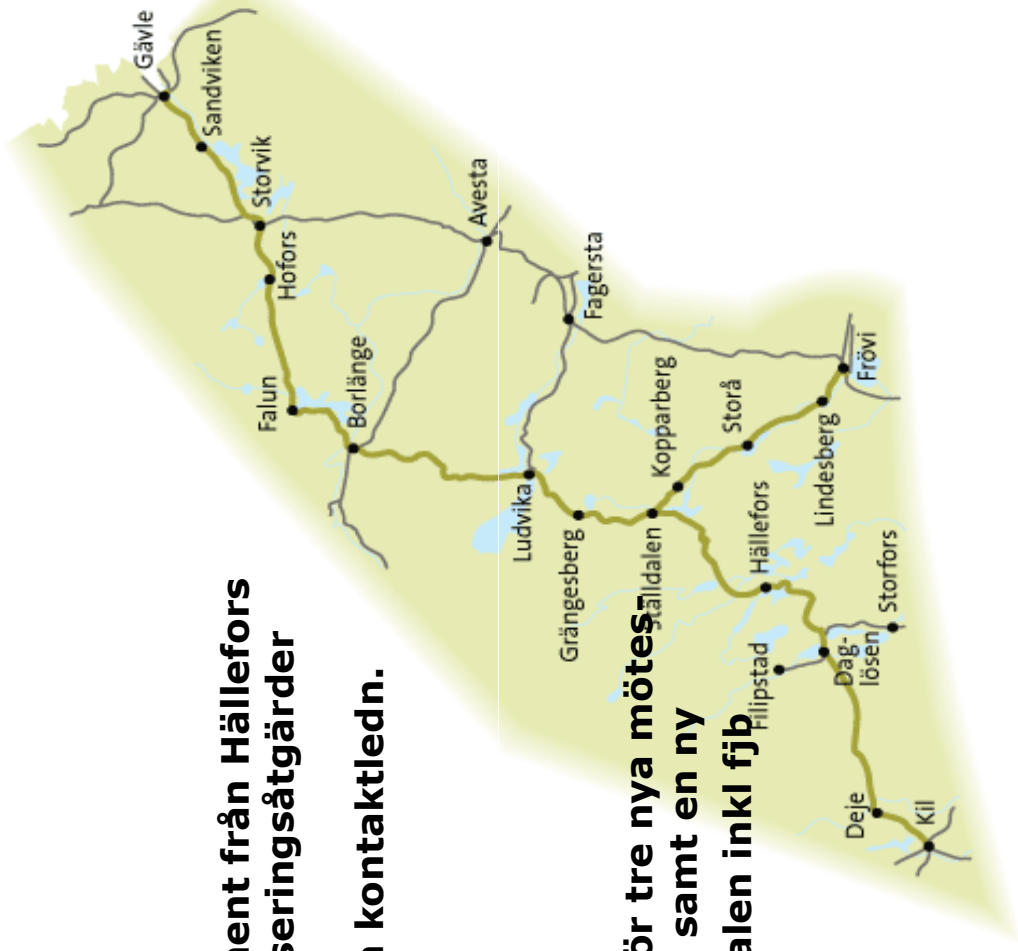 ment från Hällefors
seringsåtgärder
n kontaktledn.
ör tre nya mötes-
samt en ny
alen inkl fjb
Gävle
Sandviken
Storvik
Falun
Hofors
Borlänge
Avesta
Ludvika
Grängesberg
Fagersta
Ställdalen
Kopparberg
Storå
Filipstad
Hällefors
Lindesberg
Dag-
lösen
Deje
Frövi
Storfors
Kil